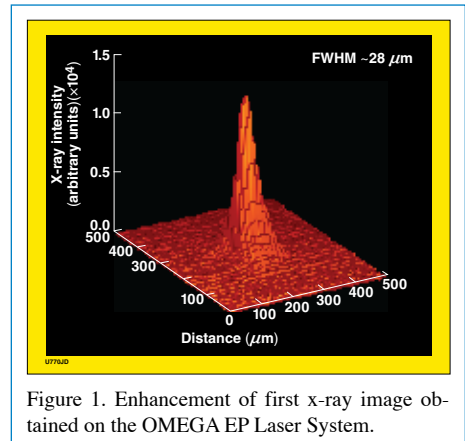 1.5
FWHM ~28 μm
X-ray intensity
(arbitrary units)(×10⁴)
1.0
0.5
0.0
500
400
300
100
0
100
200
300
400
500
Distance (μm)
U770JD
Figure 1. Enhancement of first x-ray image ob-
tained on the OMEGA EP Laser System.